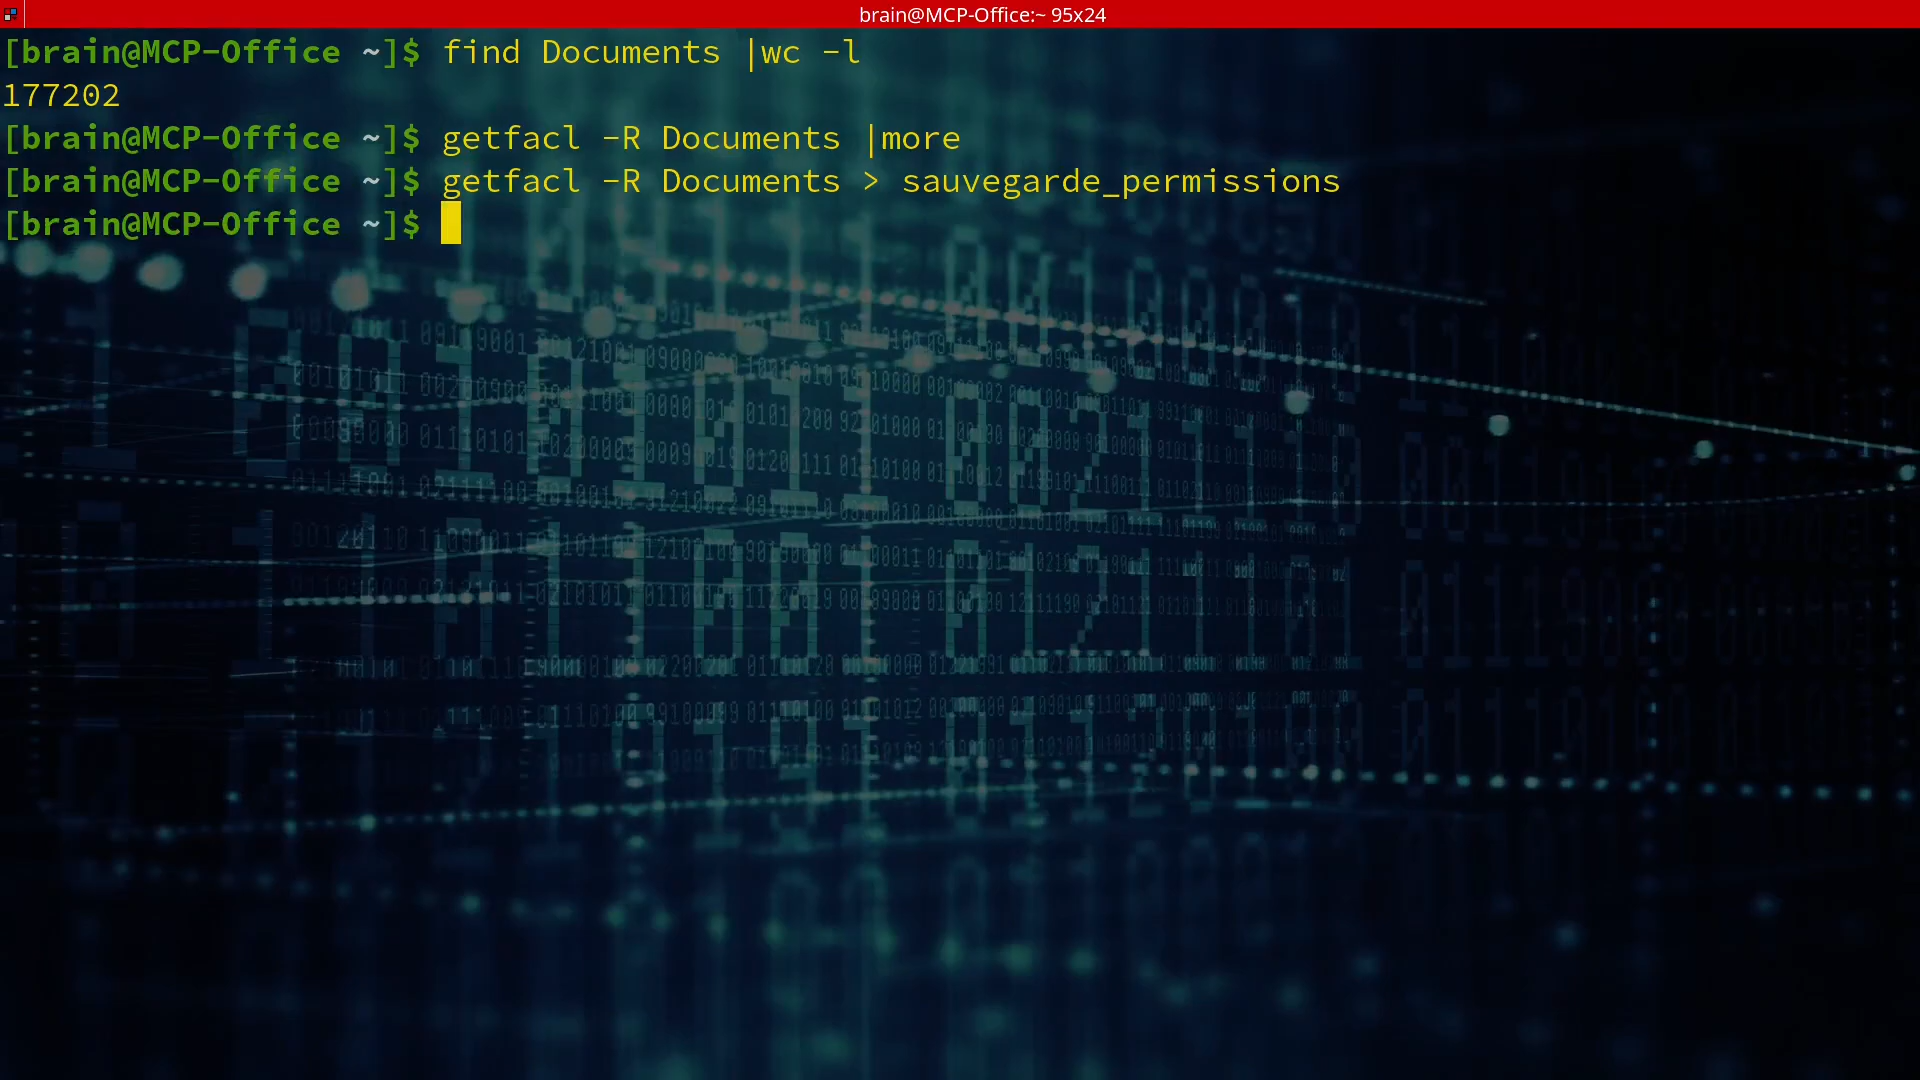 brain@MCP-Office:~ 95x24
[brain@MCP-Office ~]$ find Documents |wc -l
177202
[brain@MCP-Office ~]$ getfacl -R Documents |more
[brain@MCP-Office ~]$ getfacl -R Documents > sauvegarde_permissions
[brain@MCP-Office ~]$